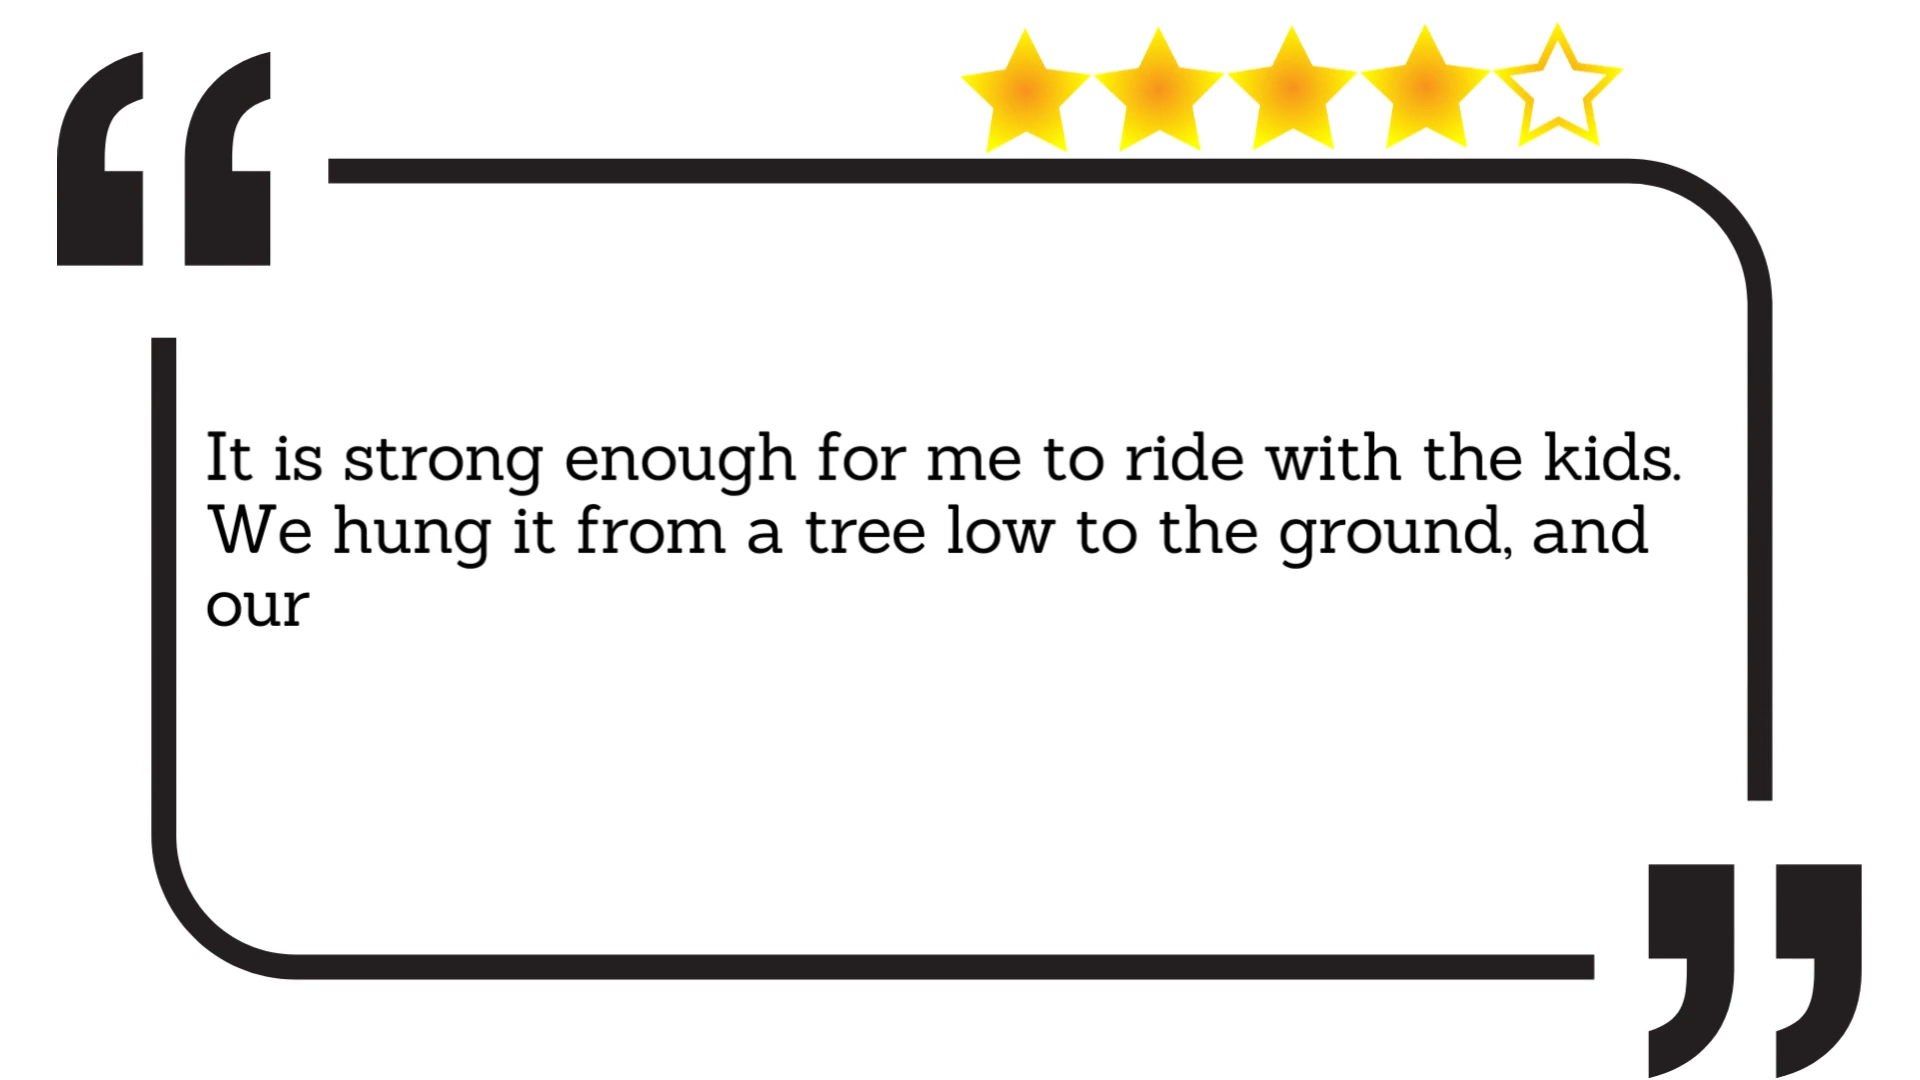 It is strong enough for me to ride with the kids.
We hung it from a tree low to the ground, and
our